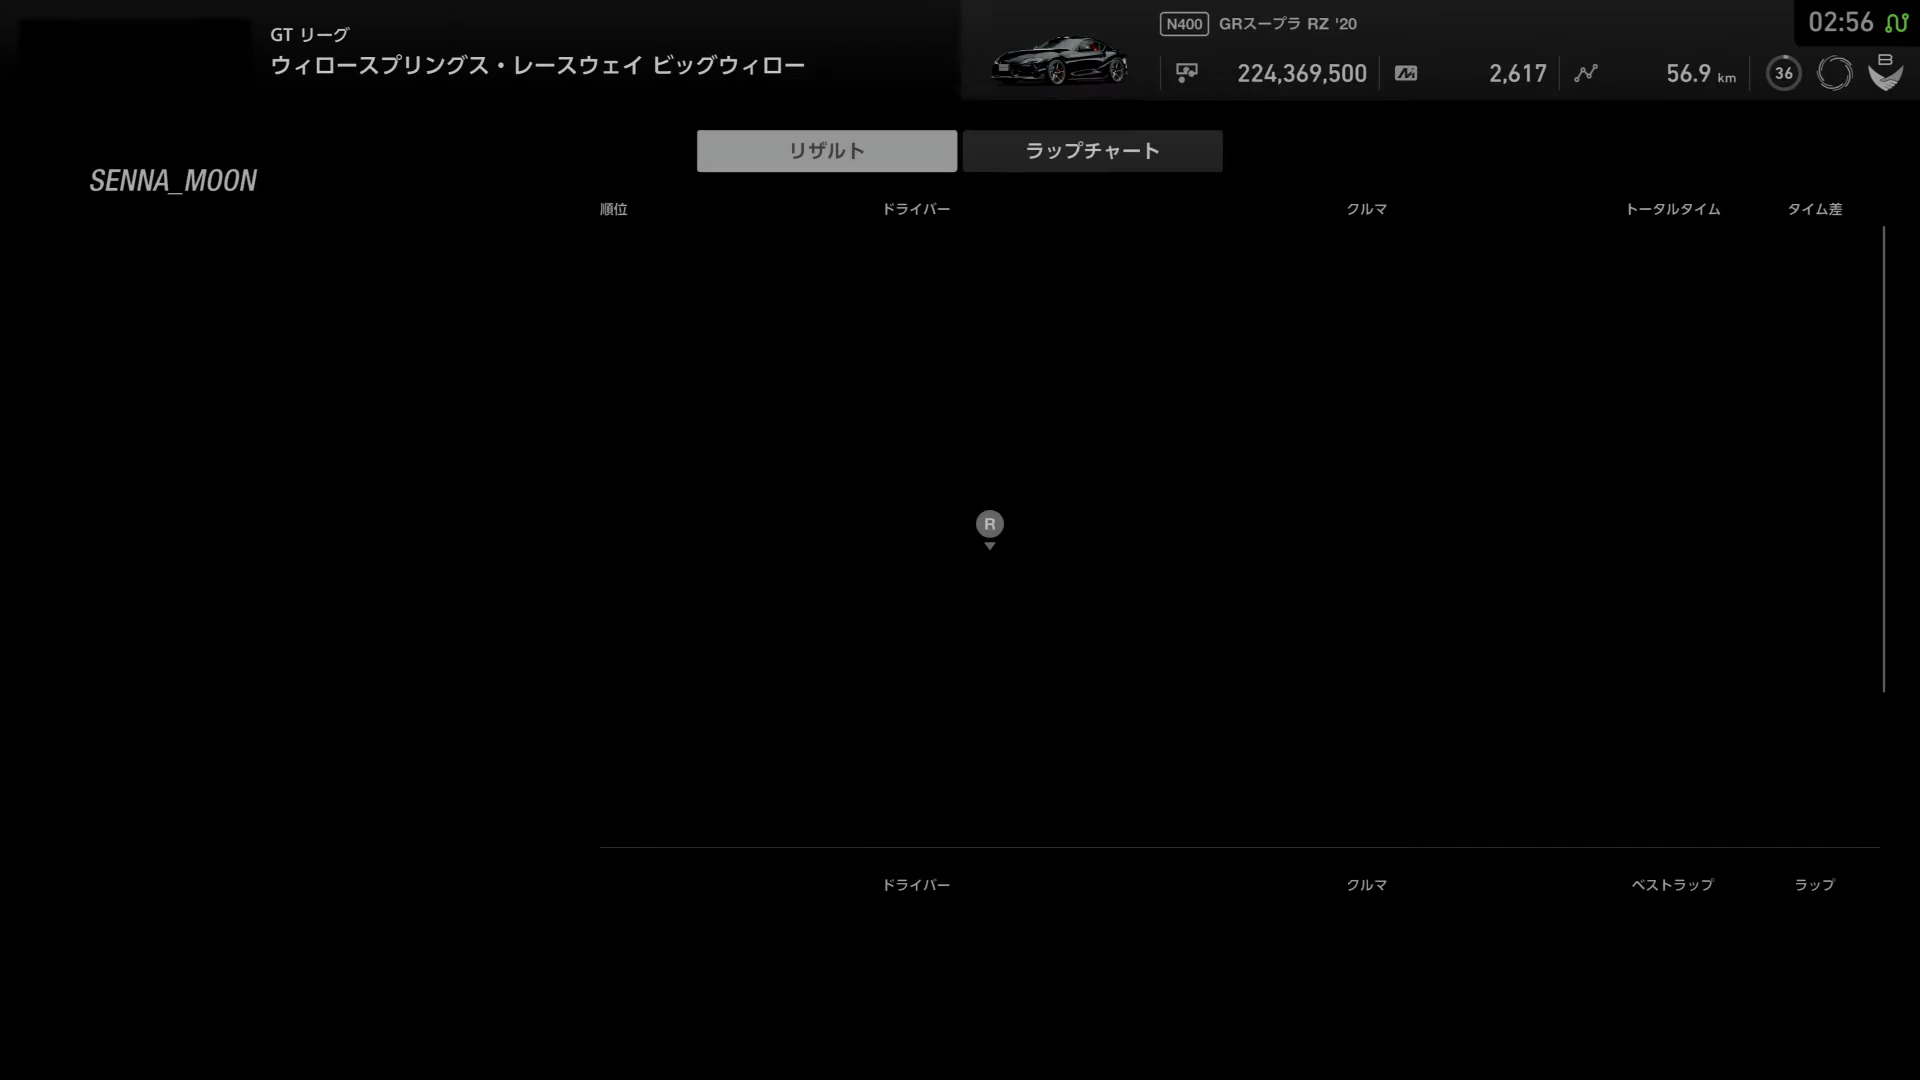 GT リーグ
ウィロースプリングス・レースウェイ ビッグウィロー
N400 GRスープラ RZ '20
02:56
224,369,500
2,617
56.9 km
36
B
リザルト
ラップチャート
SENNA_MOON
順位 ドライバー クルマ トータルタイム タイム差
R
ドライバー クルマ ベストラップ ラップ